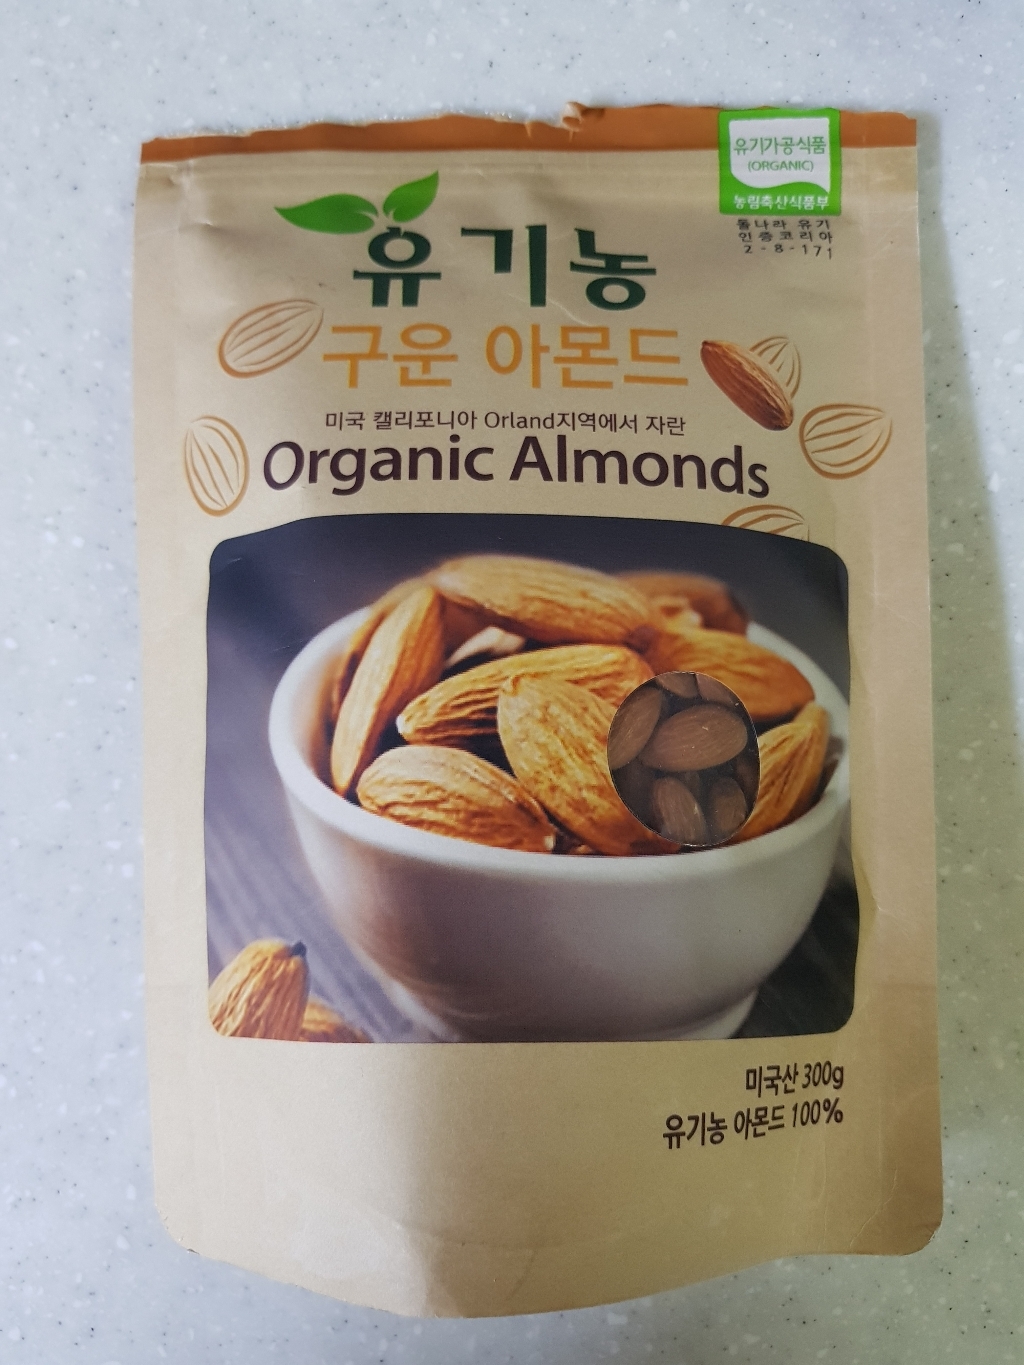 유기가공식품
(ORGANIC)
농림축산식품부
돌나라 유기
인증코리아
2-8-171
유기농
구운 아몬드
미국 캘리포니아 Orland지역에서 자란
Organic Almonds
미국산 300g
유기농 아몬드 100%